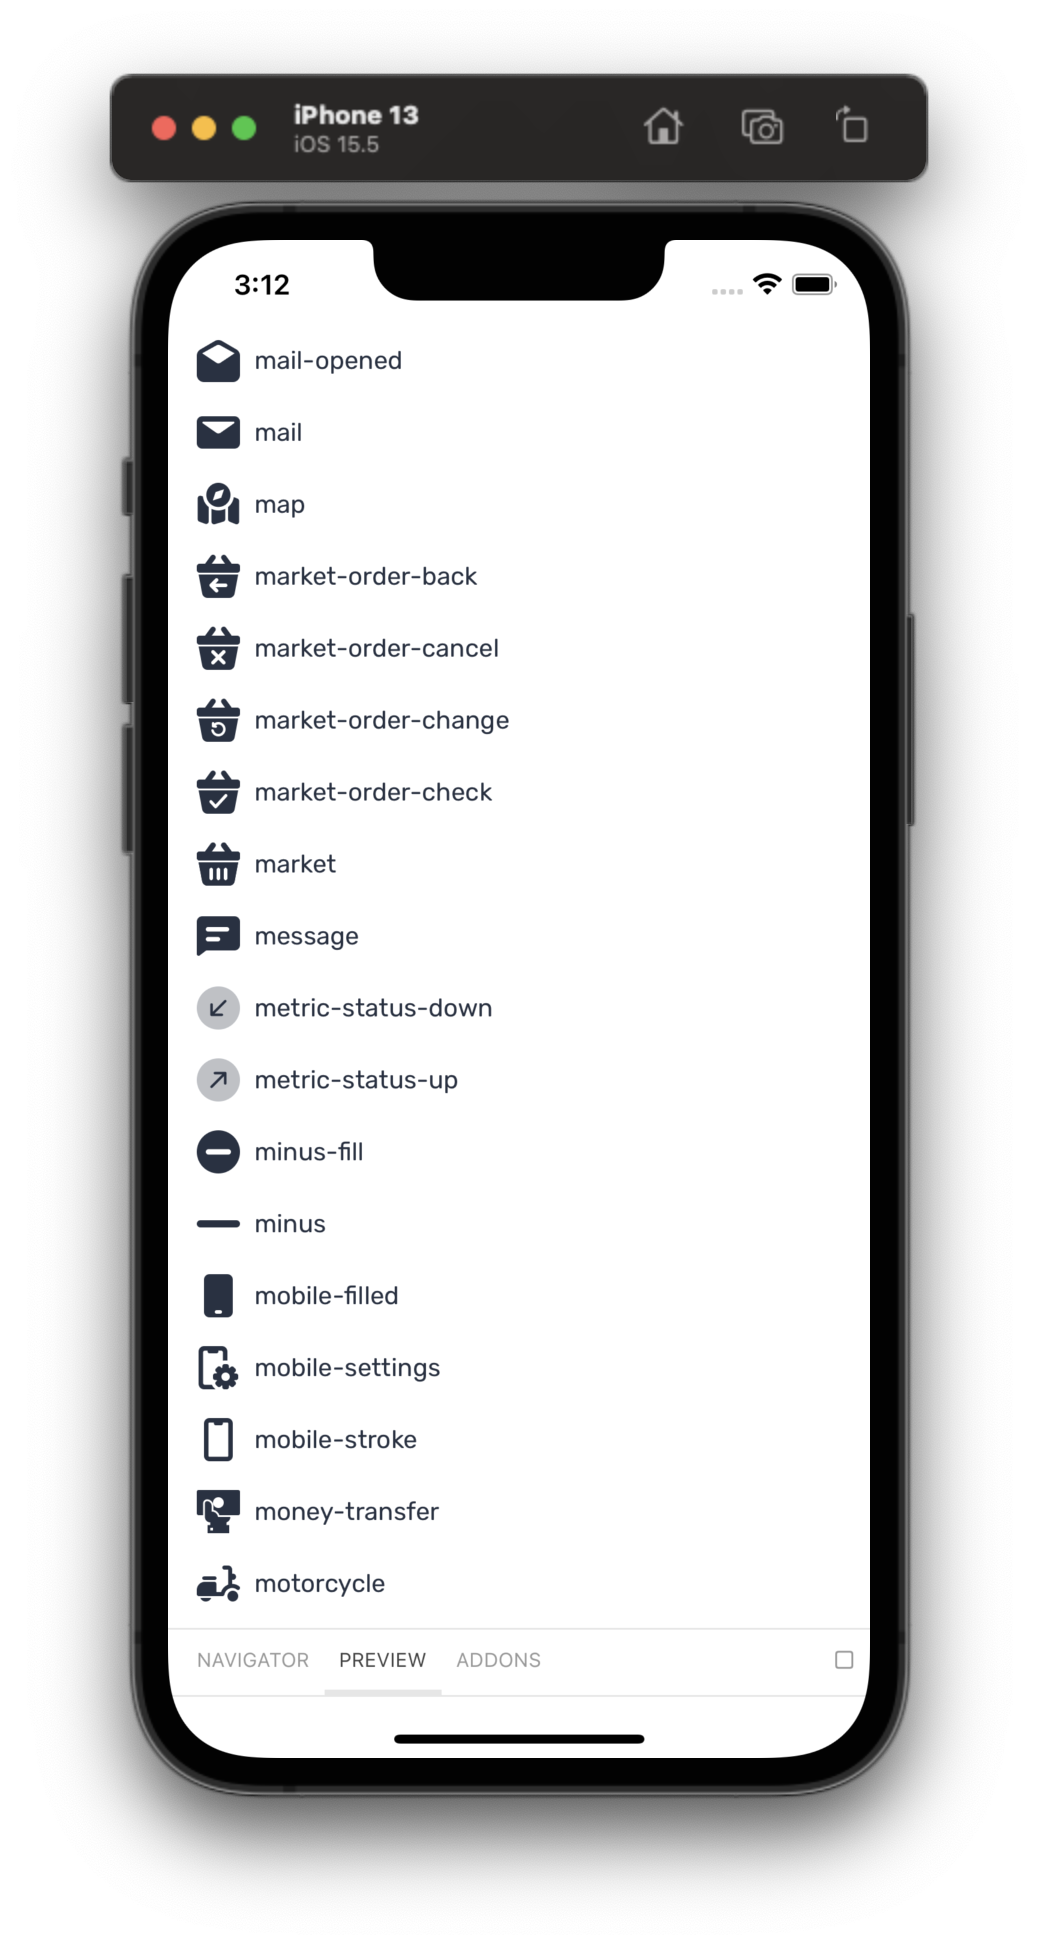 iPhone 13
iOS 15.5
3:12
mail-opened
mail
map
market-order-back
market-order-cancel
market-order-change
market-order-check
market
message
metric-status-down
metric-status-up
minus-fill
minus
mobile-filled
mobile-settings
mobile-stroke
money-transfer
motorcycle
NAVIGATOR PREVIEW ADDONS